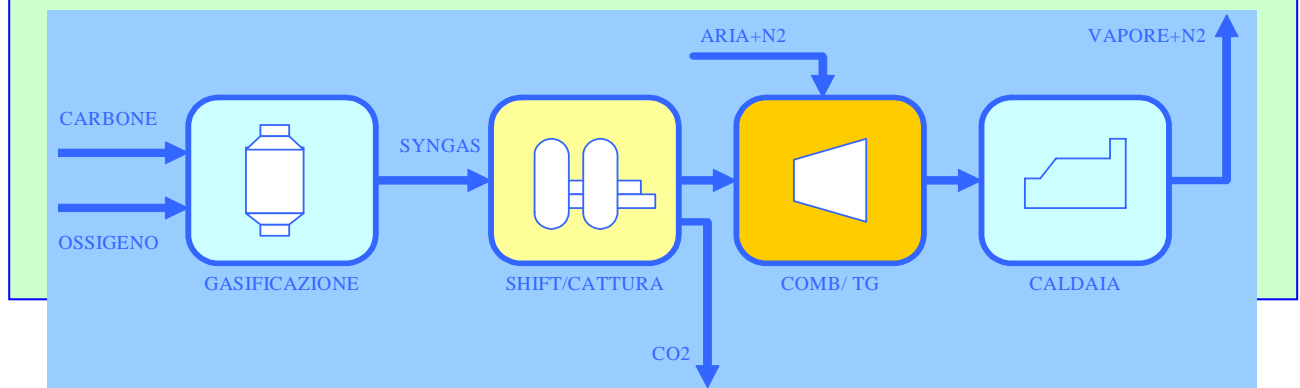 ARIA+N2
VAPORE+N2
CARBONE
SYNGAS
OSSIGENO
GASIFICAZIONE
SHIFT/CATTURA
COMB/ TG
CALDAIA
CO2